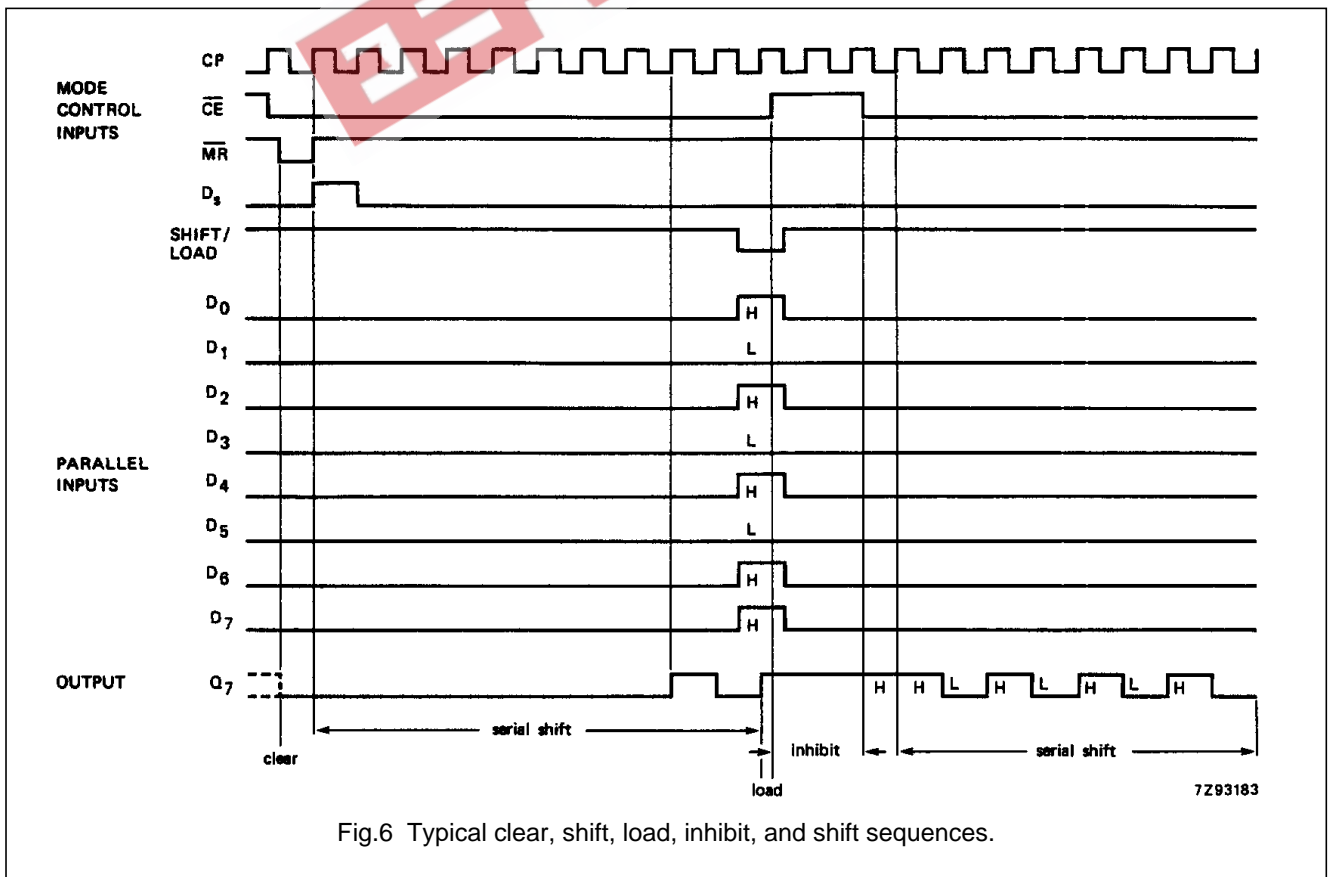 CP
MODE
CONTROL
INPUTS
CE
MR
Ds
SHIFT/
LOAD
D0
H
D1
L
D2
H
D3
L
PARALLEL
INPUTS
D4
H
D5
L
D6
H
D7
H
OUTPUT
Q7
H H L H L H L H
serial shift
inhibit
serial shift
clear
load
7Z93183
Fig.6 Typical clear, shift, load, inhibit, and shift sequences.